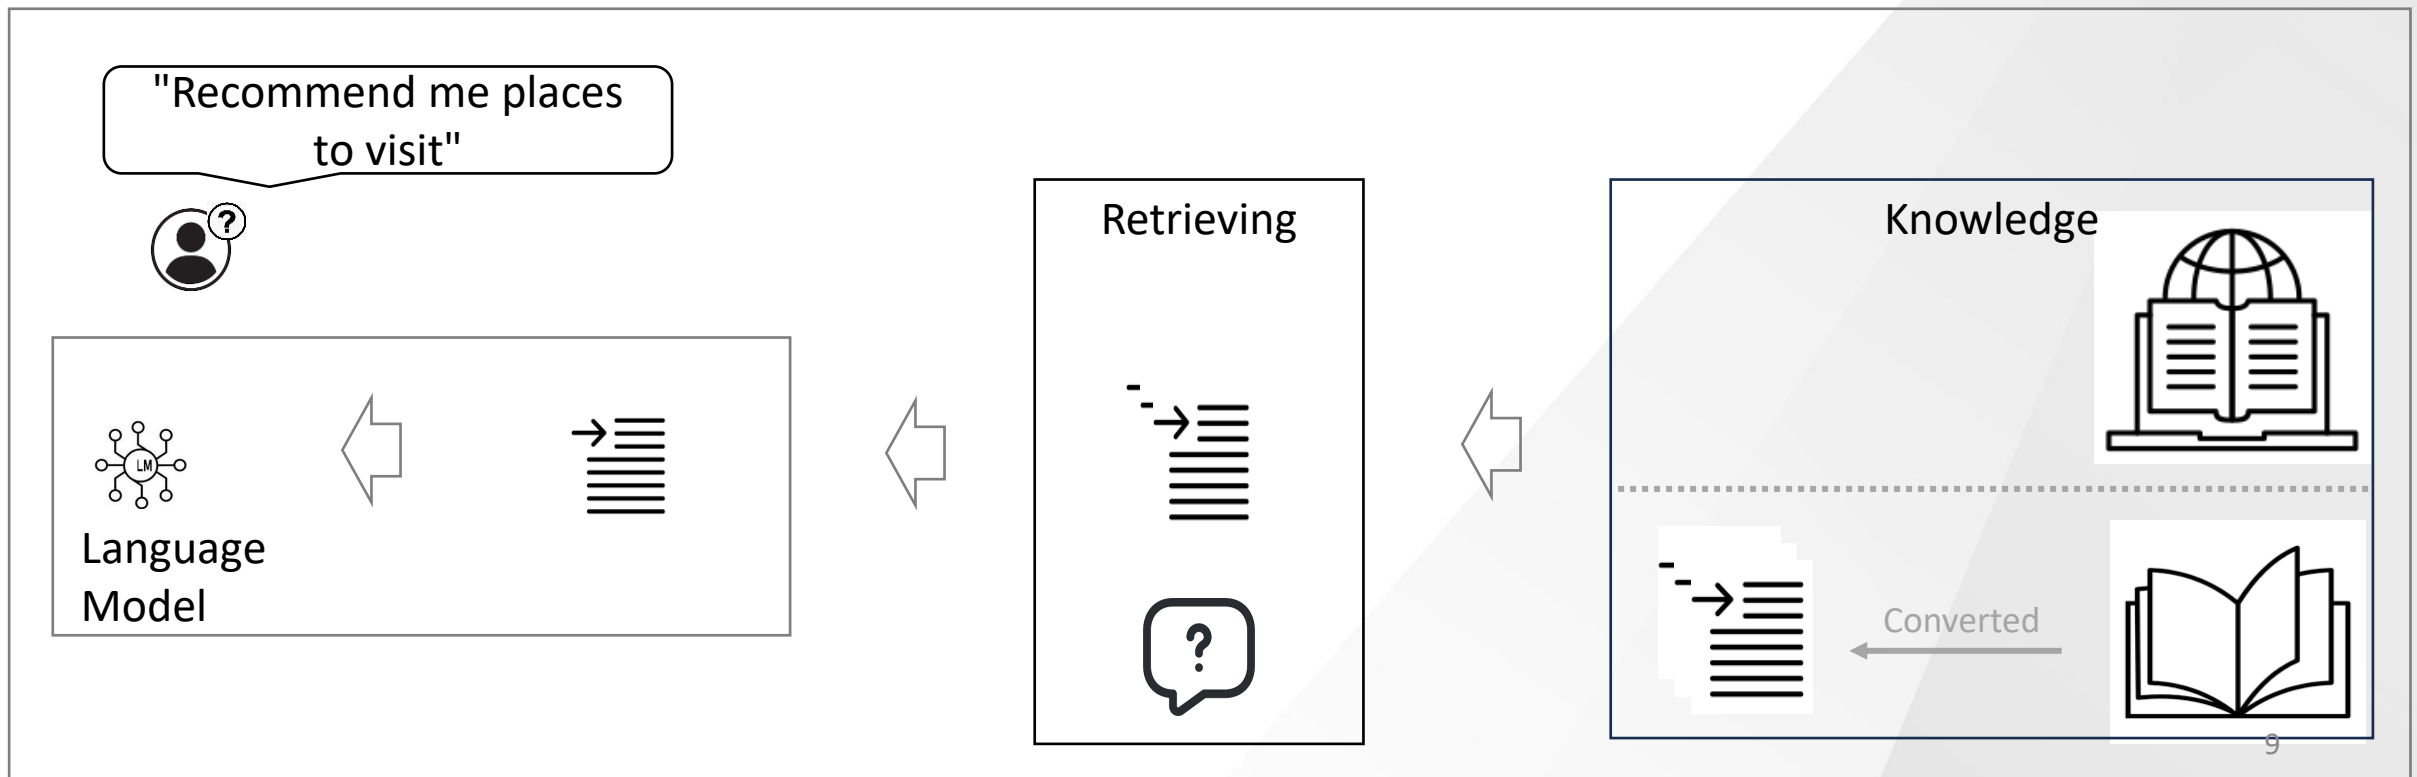 "Recommend me places
to visit"
?
Retrieving
Knowledge
LM
Language
Model
?
Converted
9